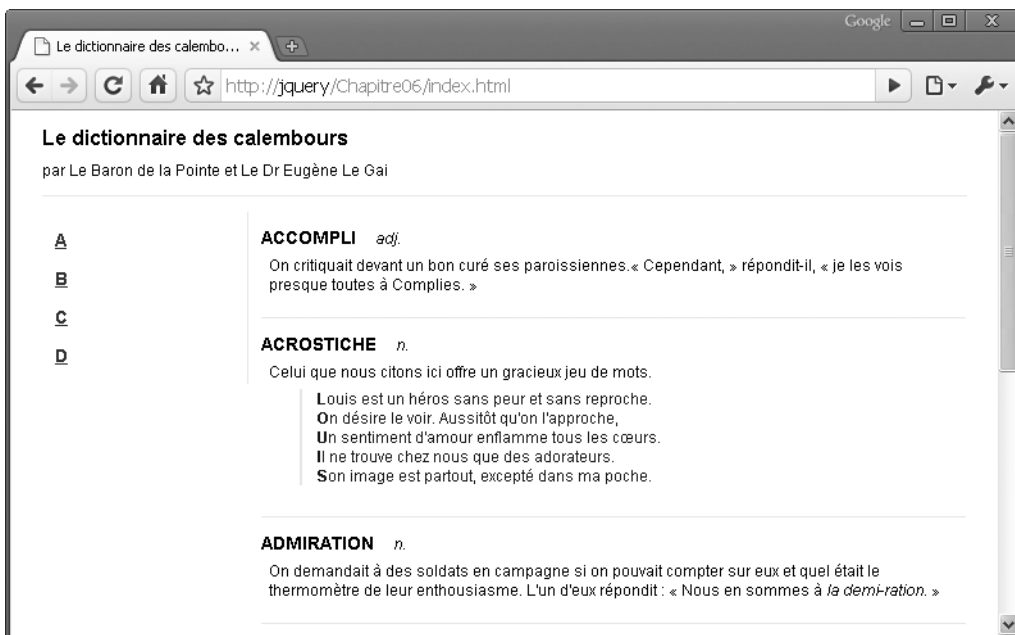 Google
Le dictionnaire des calembo...
http://jquery/Chapitre06/index.html
Le dictionnaire des calembours
par Le Baron de la Pointe et Le Dr Eugène Le Gai
A
B
C
D
ACCOMPLI adj.
On critiquait devant un bon curé ses paroissiennes.« Cependant, » répondit-il, « je les vois
presque toutes à Complies. »
ACROSTICHE n.
Celui que nous citons ici offre un gracieux jeu de mots.
Louis est un héros sans peur et sans reproche.
On désire le voir. Aussitôt qu'on l'approche,
Un sentiment d'amour enflamme tous les cœurs.
Il ne trouve chez nous que des adorateurs.
Son image est partout, excepté dans ma poche.
ADMIRATION n.
On demandait à des soldats en campagne si on pouvait compter sur eux et quel était le
thermomètre de leur enthousiasme. L'un d'eux répondit : « Nous en sommes à la demi-ration. »